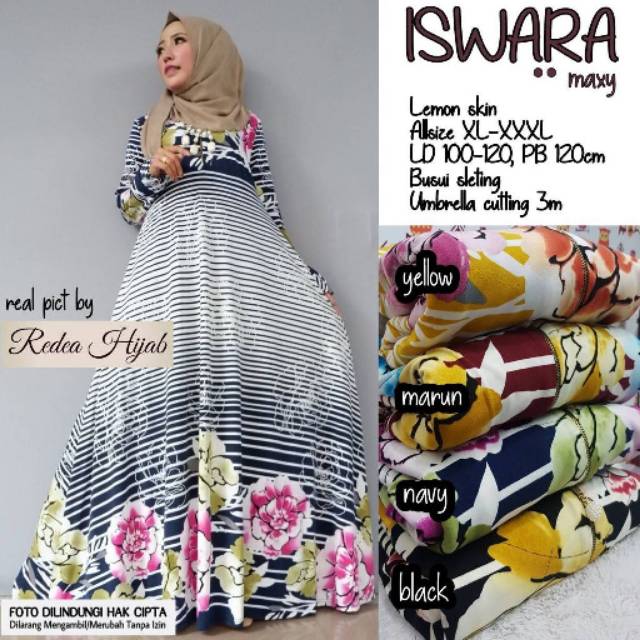 ISWARA
maxy
Lemon skin
Allsize XL-XXXL
LD 100-120, PB 120cm
Busui sleting
Umbrella cutting 3m
real pict by
Redea Hijab
yellow
marun
navy
black
FOTO DILINDUNGI HAK CIPTA
Dilarang Mengambil/Merubah Tanpa Izin